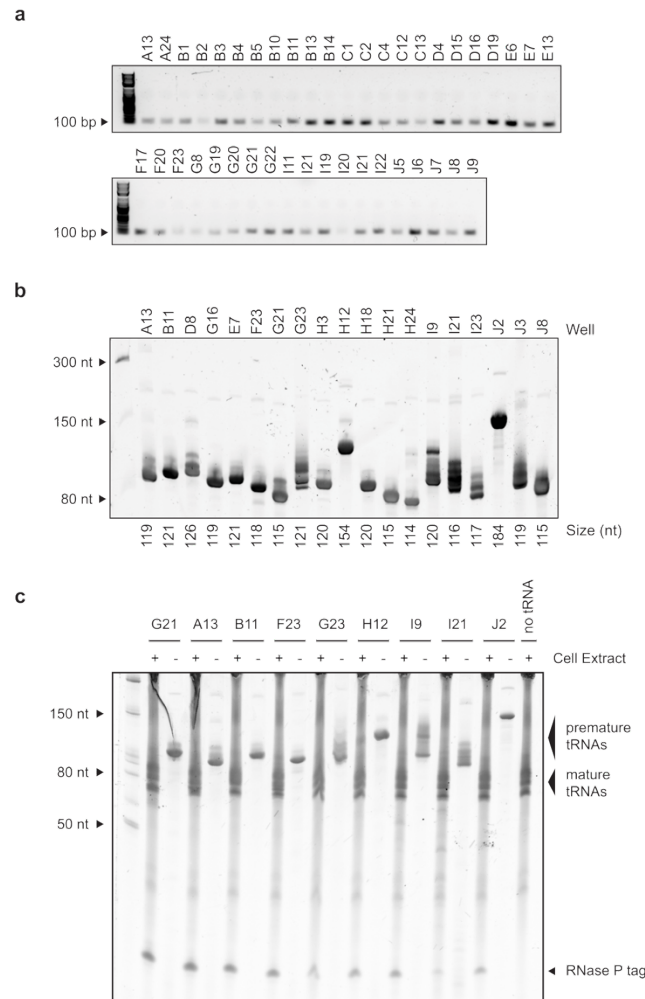 a
A13 A24 B1 B2 B3 B4 B5 B10 B11 B13 B14 C1 C2 C4 C12 C13 D4 D15 D16 D19 E6 E7 E13
100 bp
F17 F20 F23 G8 G19 G20 G21 G22 I11 I21 I19 I20 I21 I22 J5 J6 J7 J8 J9
100 bp
b
A13 B11 D8 G16 E7 F23 G21 G23 H3 H12 H18 H21 H24 I9 I21 I23 J2 J3 J8 Well
300 nt
150 nt
80 nt
119 121 126 119 121 118 115 121 120 154 120 115 114 120 116 117 184 119 115 Size (nt)
c
G21 A13 B11 F23 G23 H12 I9 I21 J2 no tRNA
+ - + - + - + - + - + - + - + - + - + Cell Extract
150 nt
premature
tRNAs
80 nt
mature
tRNAs
50 nt
RNase P tag